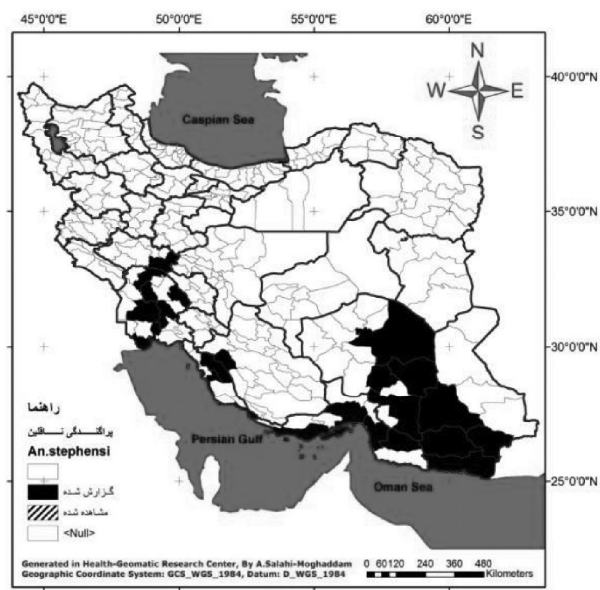 45°0'0"E 50°0'0"E 55°0'0"E 60°0'0"E
N
W E
S
40°0'0"N
35°0'0"N
30°0'0"N
25°0'0"N
Caspian Sea
Persian Gulf
Oman Sea
راهنما
پراکندگی ناقلین
An.stephensi
گزارش شده
مشاهده شده
<Null>
Generated in Health-Geomatic Research Center, By A.Salahi-Moghaddam
Geographic Coordinate System: GCS_WGS_1984, Datum: D_WGS_1984
0 60120 240 360 480
Kilometers